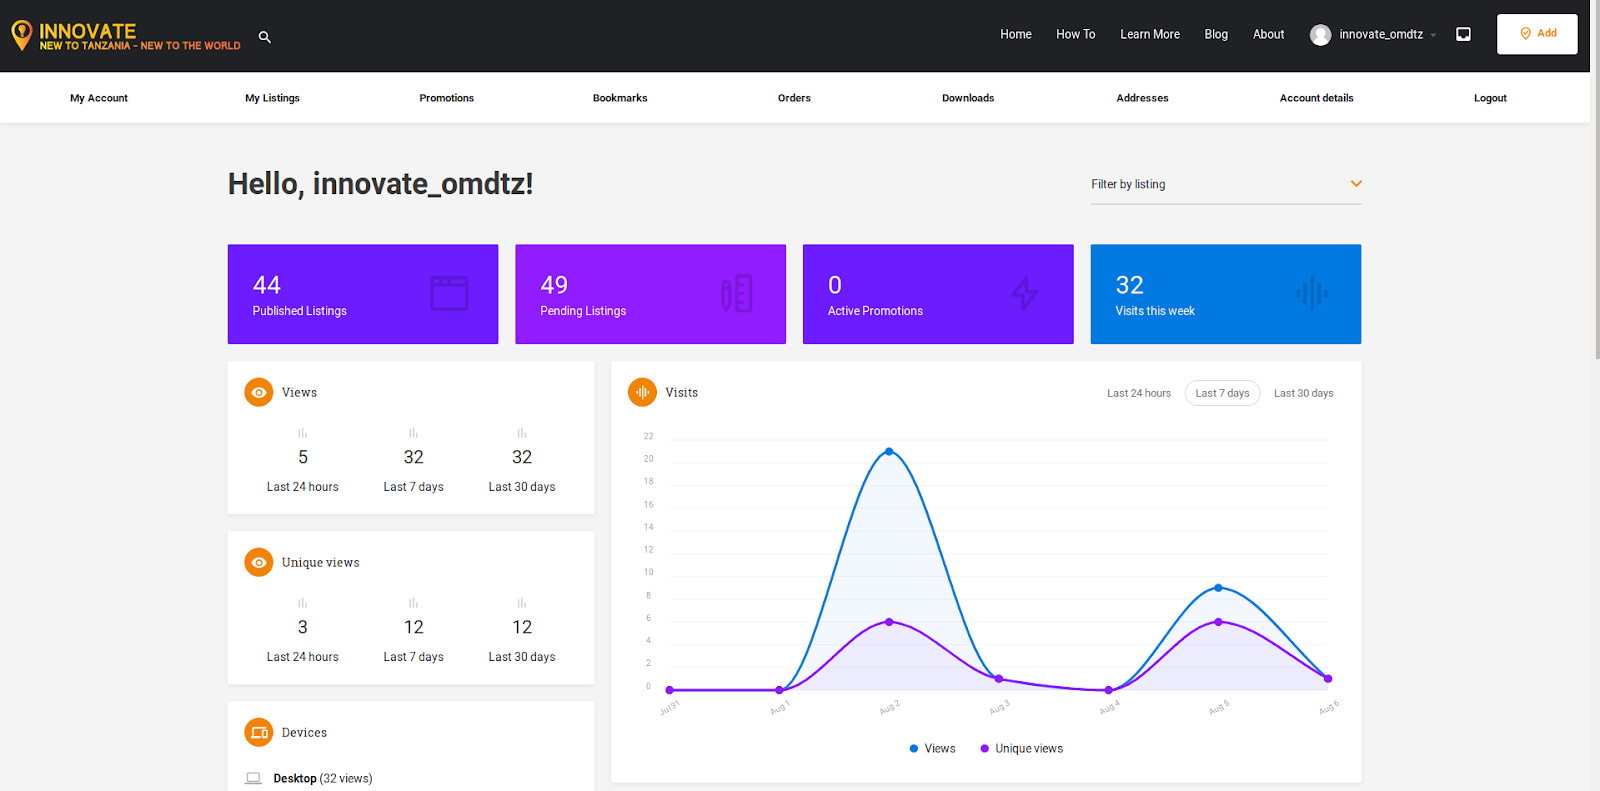 INNOVATE
NEW TO TANZANIA - NEW TO THE WORLD
Home How To Learn More Blog About innovate_omdtz Add
My Account My Listings Promotions Bookmarks Orders Downloads Addresses Account details Logout
Hello, innovate_omdtz!
Filter by listing
44
Published Listings
49
Pending Listings
0
Active Promotions
32
Visits this week
Views
5 32 32
Last 24 hours Last 7 days Last 30 days
Unique views
3 12 12
Last 24 hours Last 7 days Last 30 days
Devices
Desktop (32 views)
Visits
Last 24 hours Last 7 days Last 30 days
22
20
18
16
14
12
10
8
6
4
2
0
Jul 31 Aug 1 Aug 2 Aug 3 Aug 4 Aug 5 Aug 6
Views Unique views